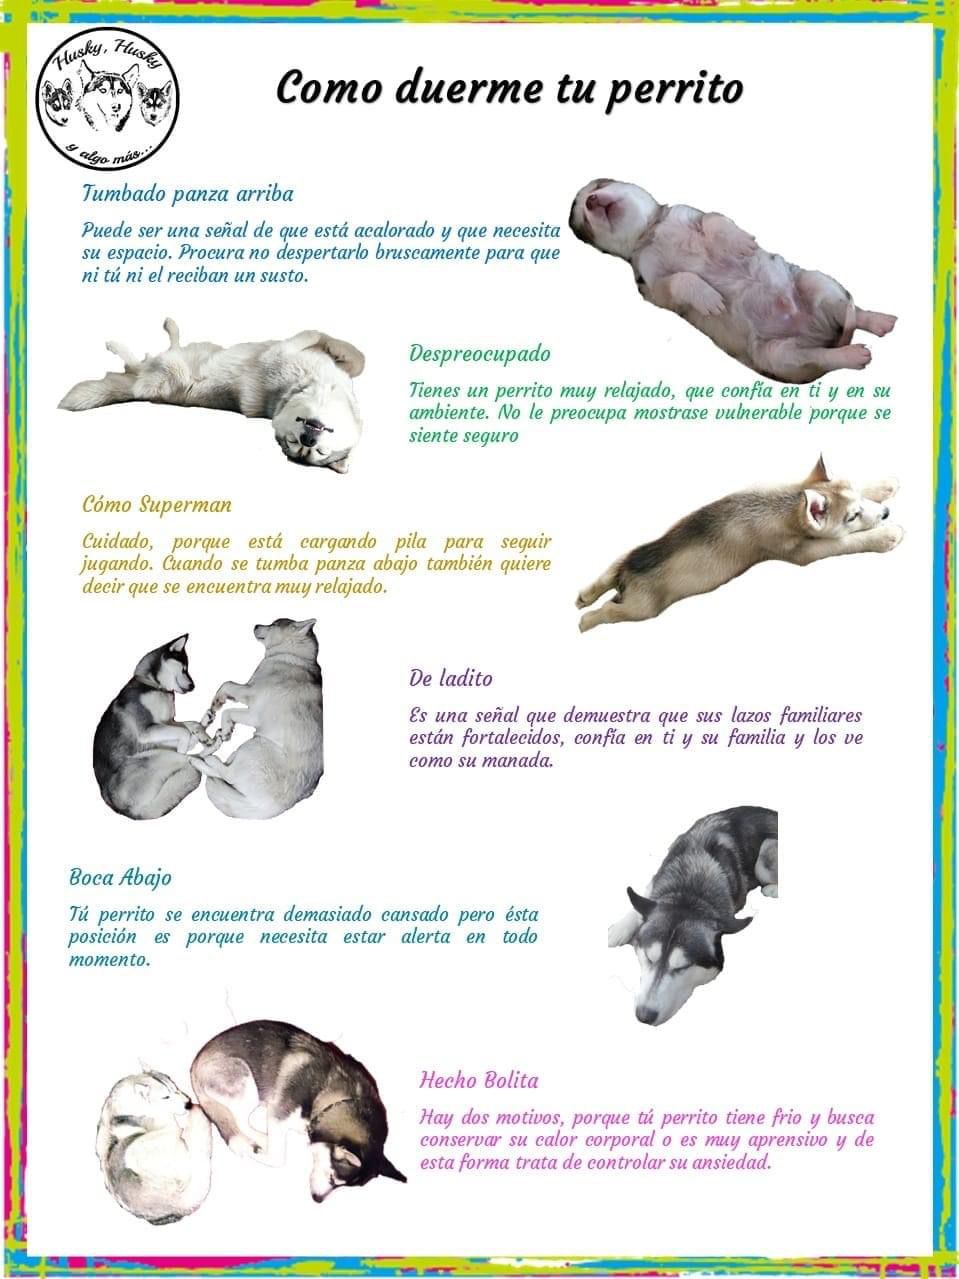 Husky, Husky
y algo más...
Como duerme tu perrito
Tumbado panza arriba
Puede ser una señal de que está acalorado y que necesita
su espacio. Procura no despertarlo bruscamente para que
ni tú ni el reciban un susto.
Despreocupado
Tienes un perrito muy relajado, que confía en ti y en su
ambiente. No le preocupa mostrase vulnerable porque se
siente seguro
Cómo Superman
Cuidado, porque está cargando pila para seguir
jugando. Cuando se tumba panza abajo también quiere
decir que se encuentra muy relajado.
De ladito
Es una señal que demuestra que sus lazos familiares
están fortalecidos, confía en ti y su familia y los ve
como su manada.
Boca Abajo
Tú perrito se encuentra demasiado cansado pero ésta
posición es porque necesita estar alerta en todo
momento.
Hecho Bolita
Hay dos motivos, porque tú perrito tiene frio y busca
conservar su calor corporal o es muy aprensivo y de
esta forma trata de controlar su ansiedad.